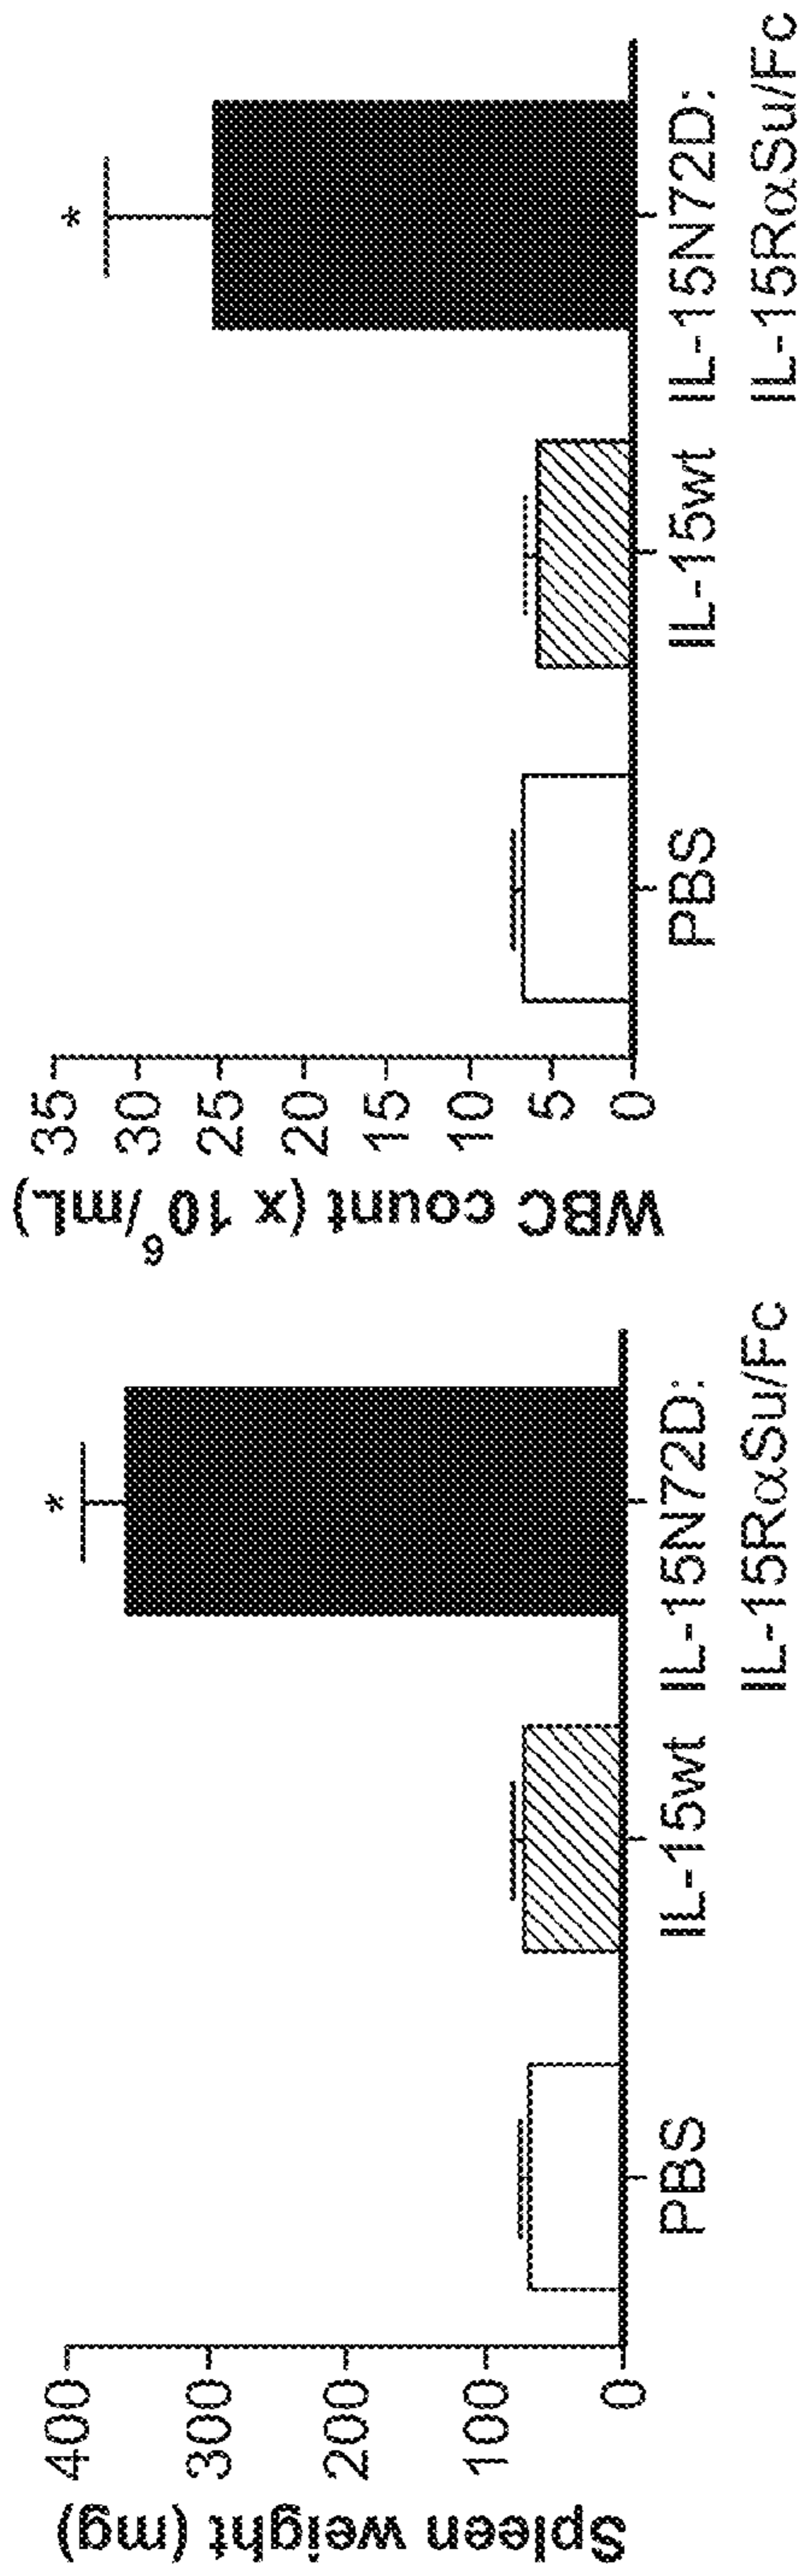 Spleen weight (mg)
400
300
200
100
0
*
PBS
IL-15wt
IL-15N72D:
IL-15RαSu/Fc
WBC count (x 10⁶/mL)
35
30
25
20
15
10
5
0
*
PBS
IL-15wt
IL-15N72D:
IL-15RαSu/Fc